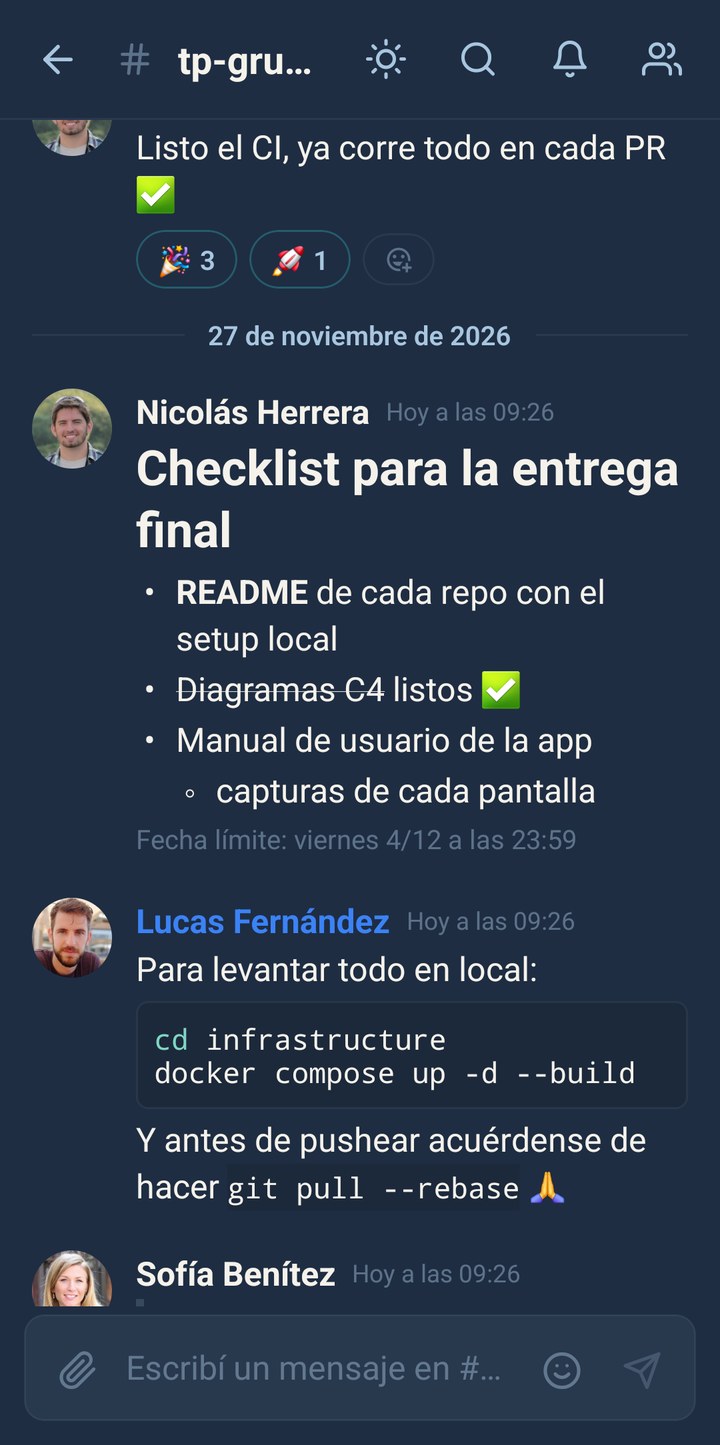 # tp-gru...
Listo el CI, ya corre todo en cada PR
✅
🎉 3 🚀 1
27 de noviembre de 2026
Nicolás Herrera Hoy a las 09:26
Checklist para la entrega
final
• README de cada repo con el
setup local
• Diagramas C4 listos ✅
• Manual de usuario de la app
◦ capturas de cada pantalla
Fecha límite: viernes 4/12 a las 23:59
Lucas Fernández Hoy a las 09:26
Para levantar todo en local:
cd infrastructure
docker compose up -d --build
Y antes de pushear acuérdense de
hacer git pull --rebase 🙏
Sofía Benítez Hoy a las 09:26
Escribí un mensaje en #...